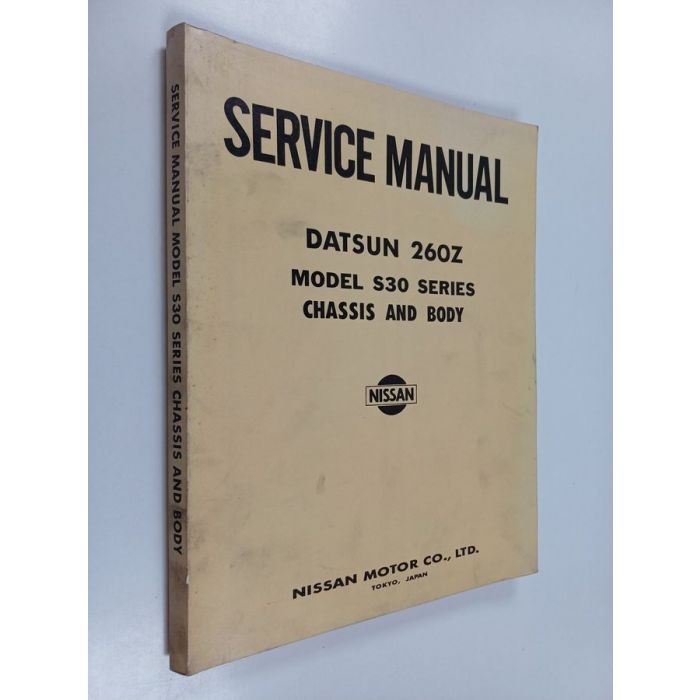 SERVICE MANUAL MODEL S30 SERIES CHASSIS AND BODY
SERVICE MANUAL
DATSUN 260Z
MODEL S30 SERIES
CHASSIS AND BODY
NISSAN
NISSAN MOTOR CO., LTD.
TOKYO, JAPAN